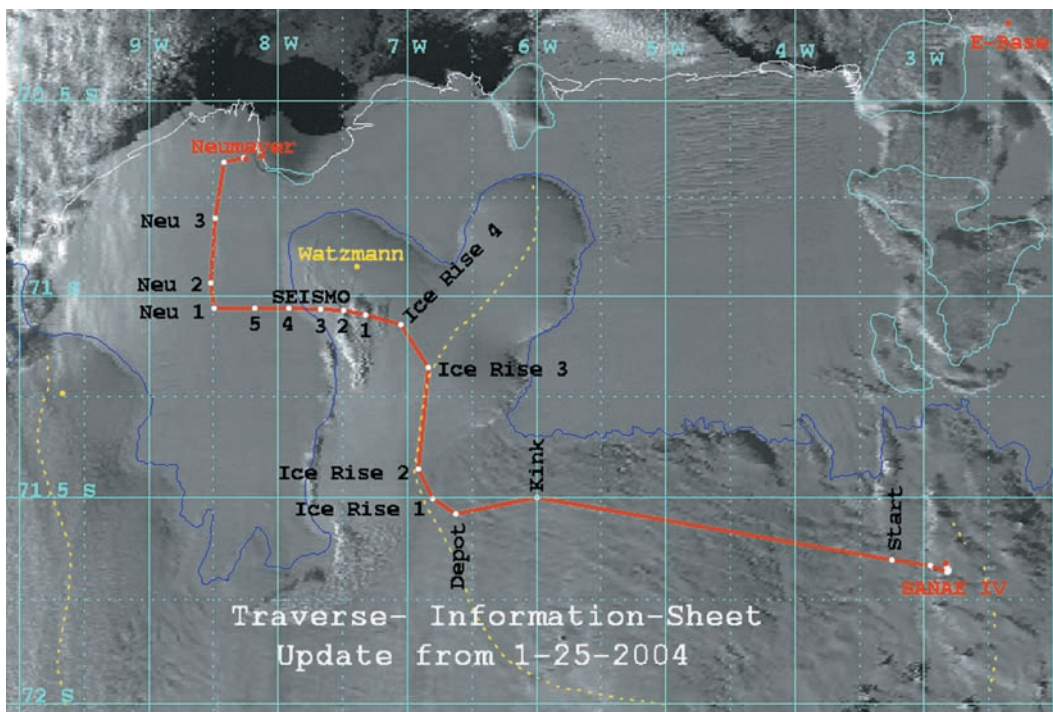 9 W
8 W
7 W
6 W
5 W
4 W
3 W
E-Base
72 5 S
Neumayer
Neu 3
Watzmann
Ice Rise 4
Neu 2
71 S
SEISMO
Neu 1
5
4
3
2
1
Ice Rise 3
Ice Rise 2
Kink
71.5 S
Ice Rise 1
Start
Depot
SANAE IV
Traverse- Information-Sheet
Update from 1-25-2004
72 S